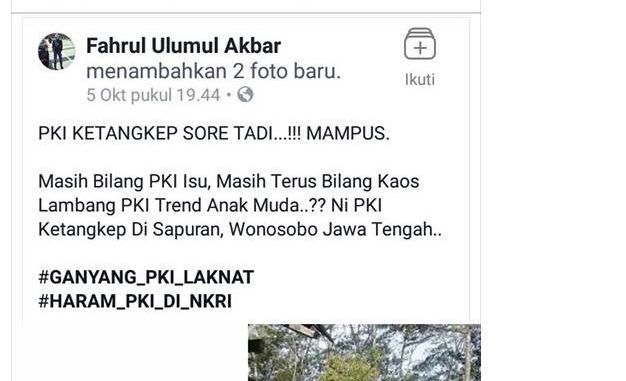 Fahrul Ulumul Akbar
menambahkan 2 foto baru.
5 Okt pukul 19.44 •
Ikuti
PKI KETANGKEP SORE TADI...!!! MAMPUS.
Masih Bilang PKI Isu, Masih Terus Bilang Kaos
Lambang PKI Trend Anak Muda..?? Ni PKI
Ketangkep Di Sapuran, Wonosobo Jawa Tengah..
#GANYANG_PKI_LAKNAT
#HARAM_PKI_DI_NKRI